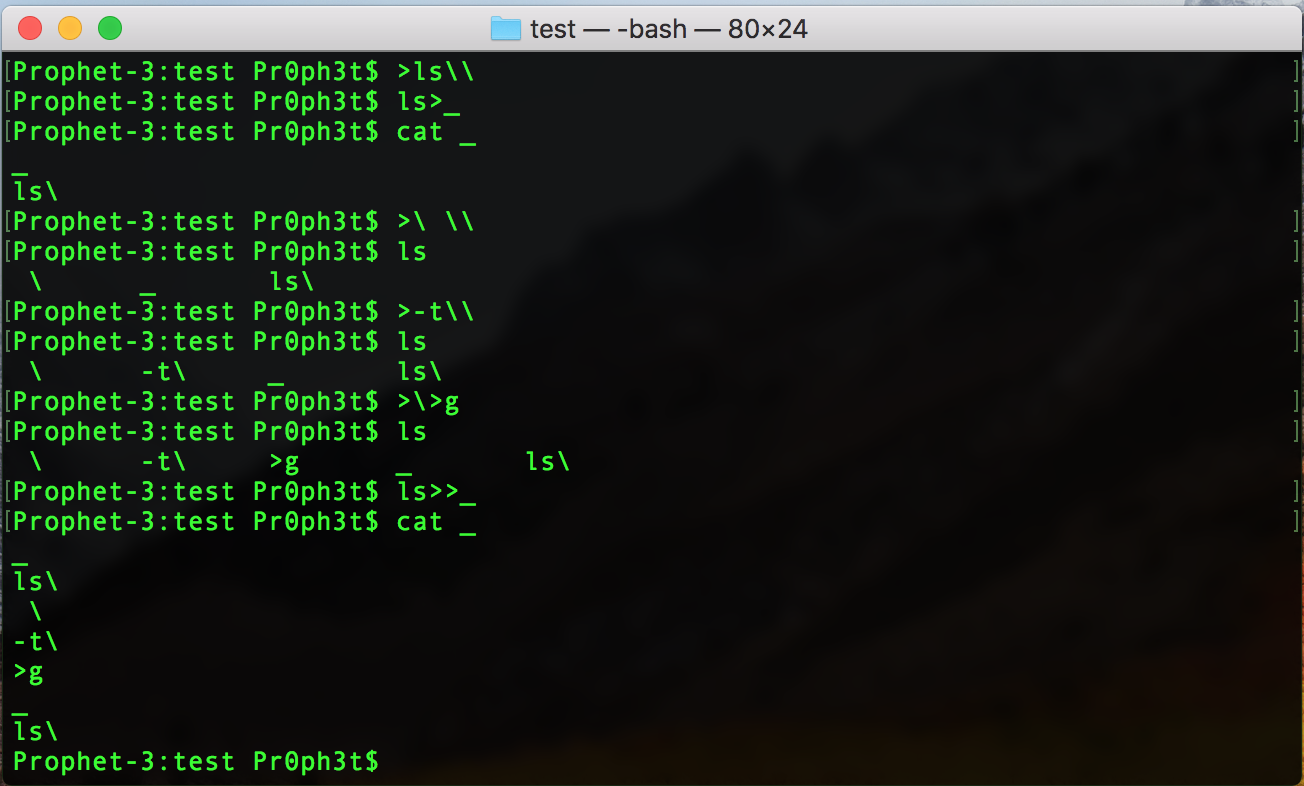 test — -bash — 80×24
[Prophet-3:test Pr0ph3t$ >ls\\ ]
[Prophet-3:test Pr0ph3t$ ls>_ ]
[Prophet-3:test Pr0ph3t$ cat _ ]
_
ls\
[Prophet-3:test Pr0ph3t$ >\ \\ ]
[Prophet-3:test Pr0ph3t$ ls ]
 \      _       ls\
[Prophet-3:test Pr0ph3t$ >-t\\ ]
[Prophet-3:test Pr0ph3t$ ls ]
 \      -t\     _       ls\
[Prophet-3:test Pr0ph3t$ >\>g ]
[Prophet-3:test Pr0ph3t$ ls ]
 \      -t\     >g      _       ls\
[Prophet-3:test Pr0ph3t$ ls>>_ ]
[Prophet-3:test Pr0ph3t$ cat _ ]
_
ls\
 \
-t\
>g
_
ls\
Prophet-3:test Pr0ph3t$